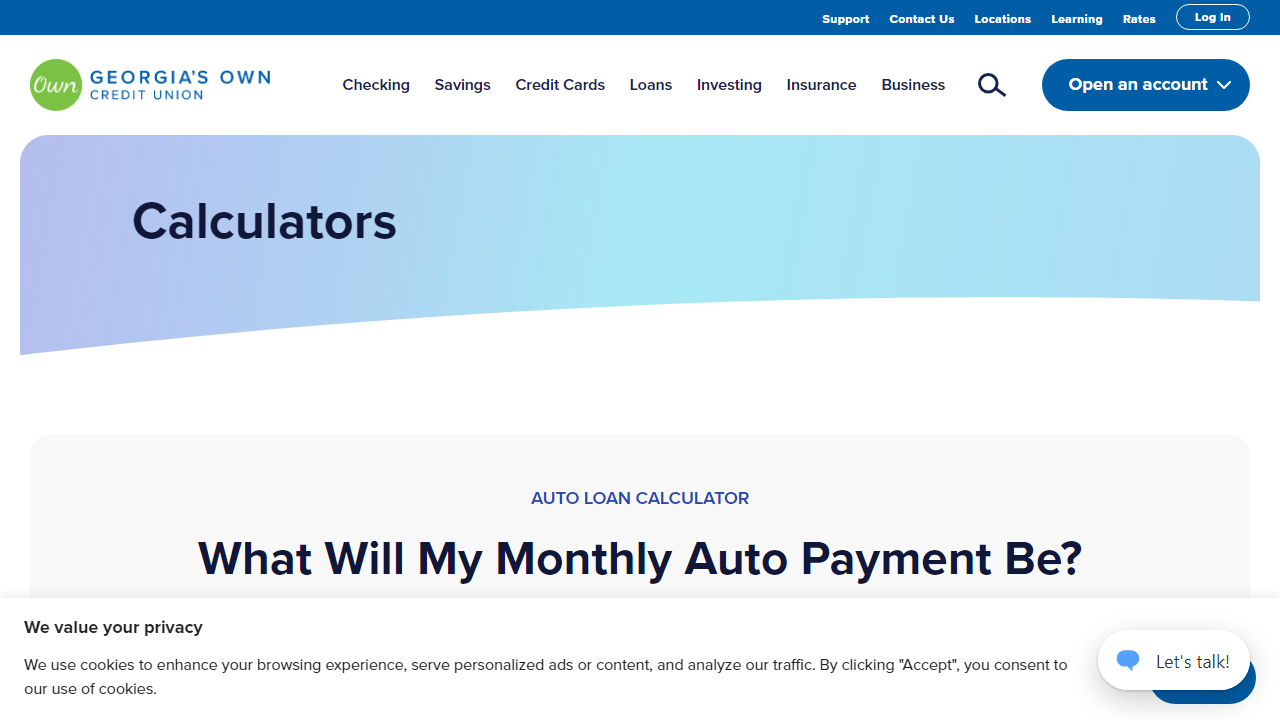 Support Contact Us Locations Learning Rates Log In
Own GEORGIA'S OWN
CREDIT UNION
Checking Savings Credit Cards Loans Investing Insurance Business Open an account
Calculators
AUTO LOAN CALCULATOR
What Will My Monthly Auto Payment Be?
We value your privacy
We use cookies to enhance your browsing experience, serve personalized ads or content, and analyze our traffic. By clicking "Accept", you consent to
our use of cookies.
Let's talk!